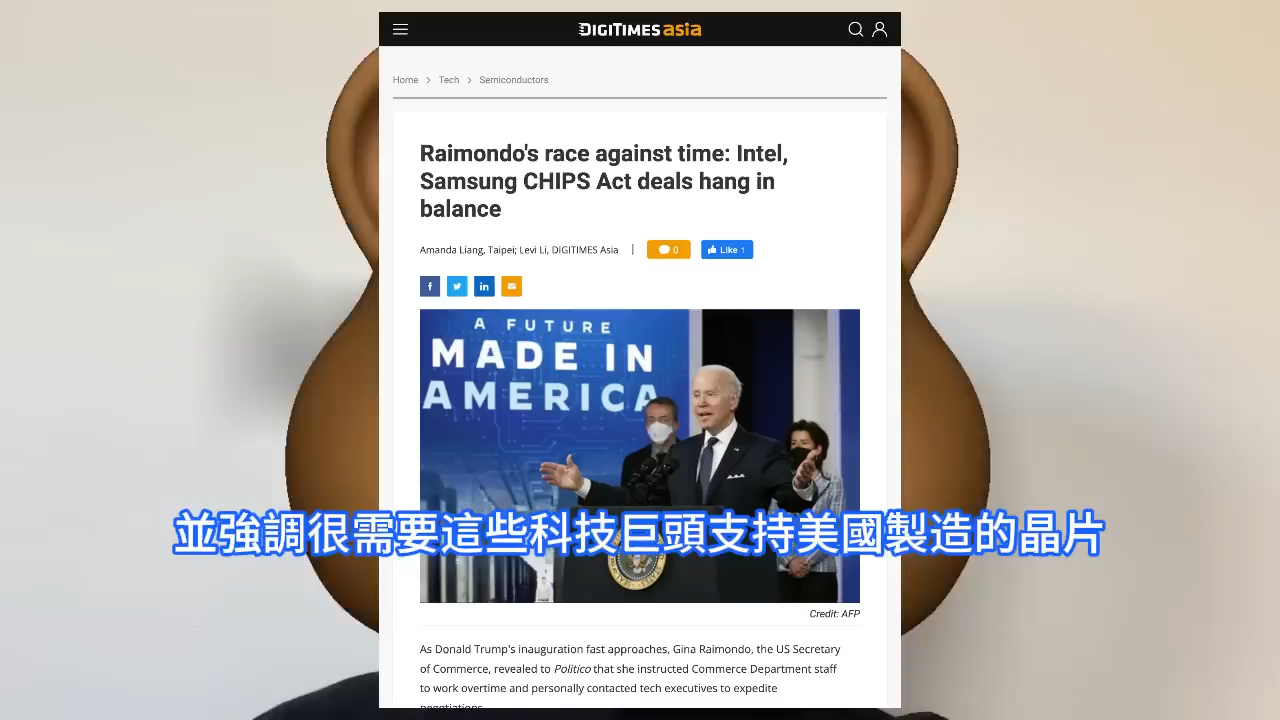 DIGITIMES asia
Home > Tech > Semiconductors
Raimondo's race against time: Intel,
Samsung CHIPS Act deals hang in
balance
Amanda Liang, Taipei; Levi Li, DIGITIMES Asia | 0 Like 1
A FUTURE
MADE IN
AMERICA
並強調很需要這些科技巨頭支持美國製造的晶片
Credit: AFP
As Donald Trump's inauguration fast approaches, Gina Raimondo, the US Secretary
of Commerce, revealed to Politico that she instructed Commerce Department staff
to work overtime and personally contacted tech executives to expedite
negotiations.